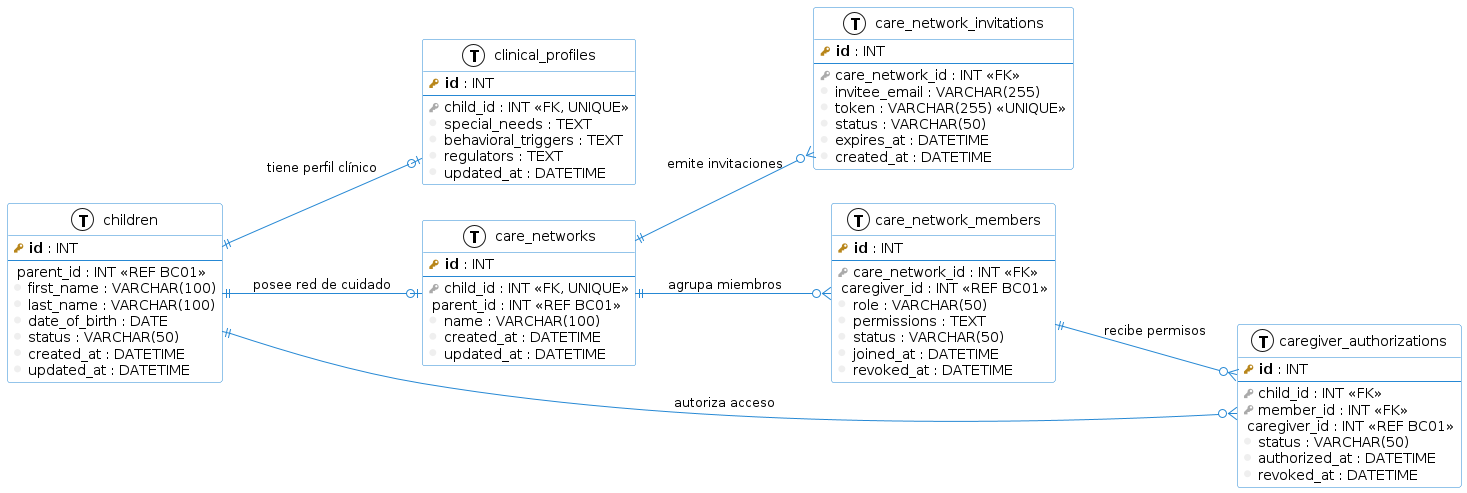 T children
id : INT
parent_id : INT «REF BC01»
first_name : VARCHAR(100)
last_name : VARCHAR(100)
date_of_birth : DATE
status : VARCHAR(50)
created_at : DATETIME
updated_at : DATETIME
tiene perfil clínico
posee red de cuidado
autoriza acceso
T clinical_profiles
id : INT
child_id : INT «FK, UNIQUE»
special_needs : TEXT
behavioral_triggers : TEXT
regulators : TEXT
updated_at : DATETIME
T care_networks
id : INT
child_id : INT «FK, UNIQUE»
parent_id : INT «REF BC01»
name : VARCHAR(100)
created_at : DATETIME
updated_at : DATETIME
emite invitaciones
agrupa miembros
T care_network_invitations
id : INT
care_network_id : INT «FK»
invitee_email : VARCHAR(255)
token : VARCHAR(255) «UNIQUE»
status : VARCHAR(50)
expires_at : DATETIME
created_at : DATETIME
T care_network_members
id : INT
care_network_id : INT «FK»
caregiver_id : INT «REF BC01»
role : VARCHAR(50)
permissions : TEXT
status : VARCHAR(50)
joined_at : DATETIME
revoked_at : DATETIME
recibe permisos
T caregiver_authorizations
id : INT
child_id : INT «FK»
member_id : INT «FK»
caregiver_id : INT «REF BC01»
status : VARCHAR(50)
authorized_at : DATETIME
revoked_at : DATETIME